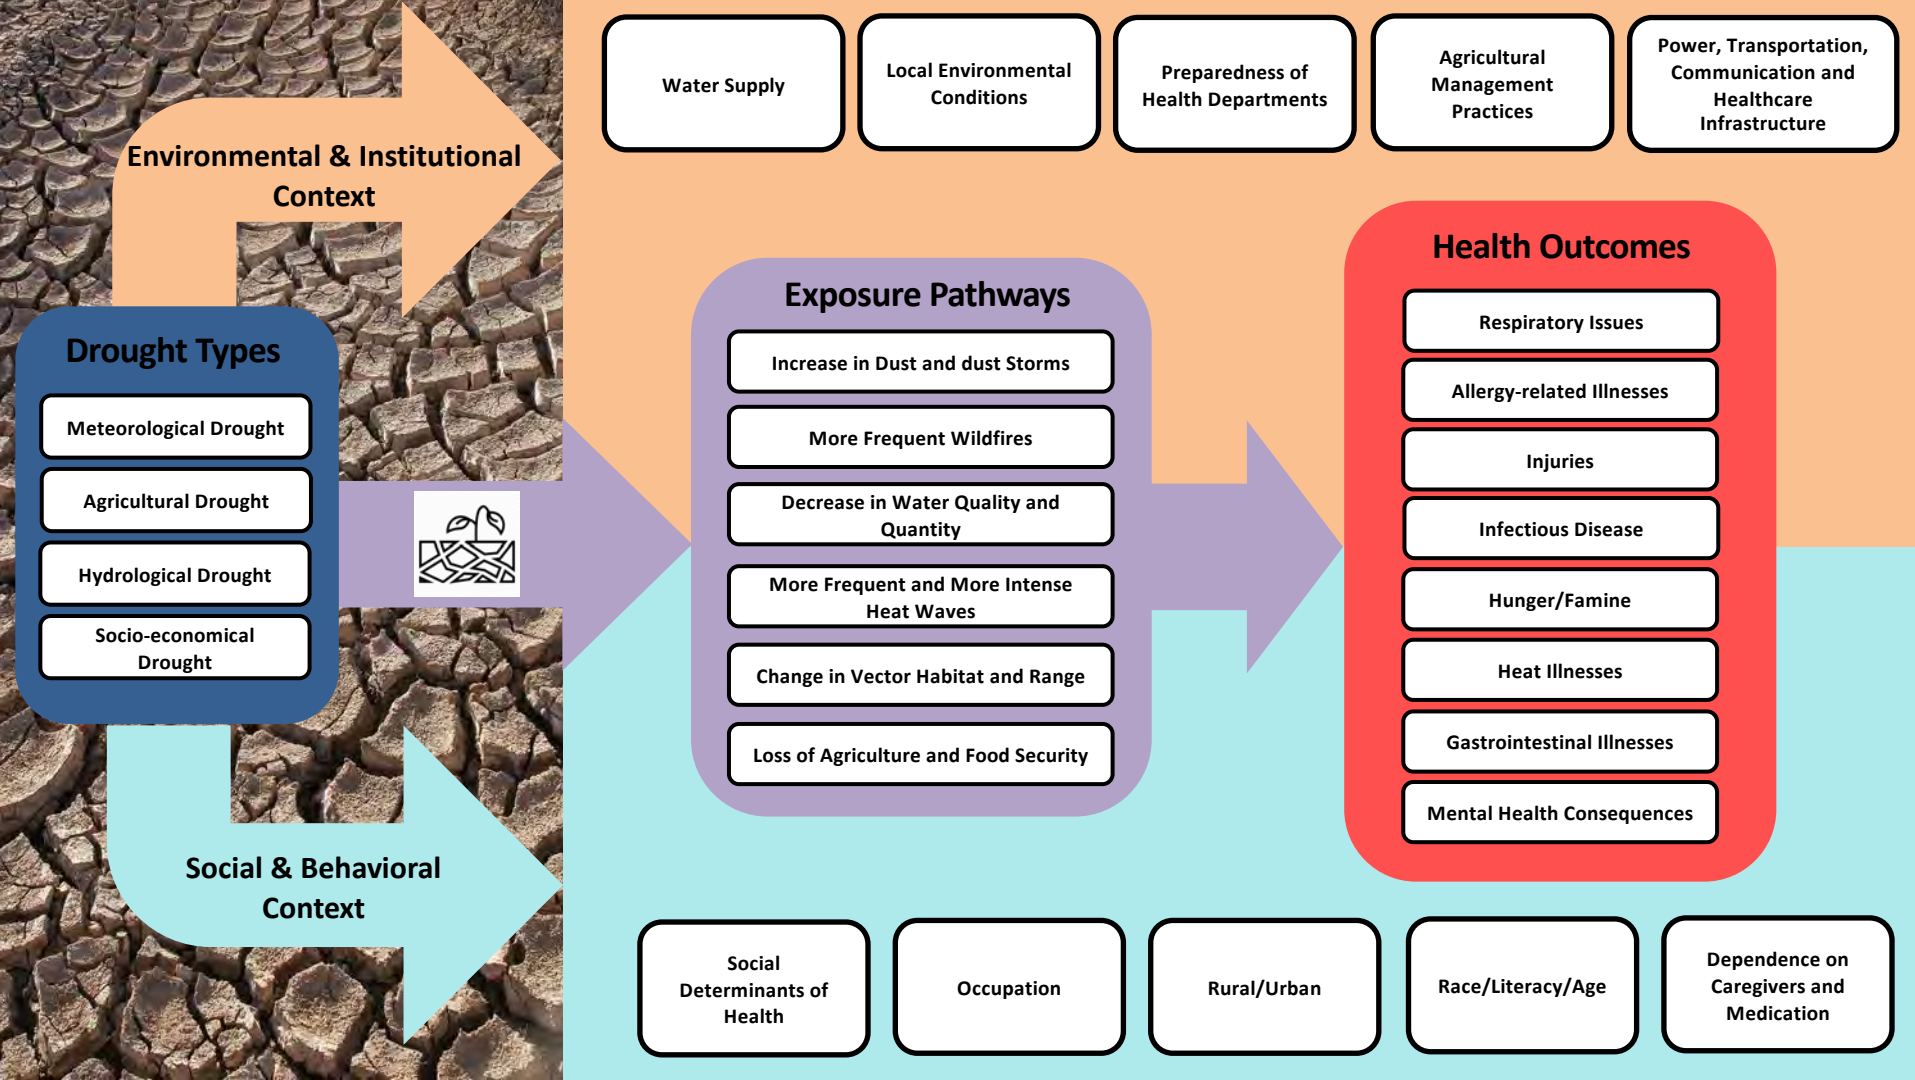 Water Supply
Local Environmental
Conditions
Preparedness of
Health Departments
Agricultural
Management
Practices
Power, Transportation,
Communication and
Healthcare
Infrastructure
Environmental & Institutional
Context
Drought Types
Meteorological Drought
Agricultural Drought
Hydrological Drought
Socio-economical
Drought
Exposure Pathways
Increase in Dust and dust Storms
More Frequent Wildfires
Decrease in Water Quality and
Quantity
More Frequent and More Intense
Heat Waves
Change in Vector Habitat and Range
Loss of Agriculture and Food Security
Health Outcomes
Respiratory Issues
Allergy-related Illnesses
Injuries
Infectious Disease
Hunger/Famine
Heat Illnesses
Gastrointestinal Illnesses
Mental Health Consequences
Social & Behavioral
Context
Social
Determinants of
Health
Occupation
Rural/Urban
Race/Literacy/Age
Dependence on
Caregivers and
Medication